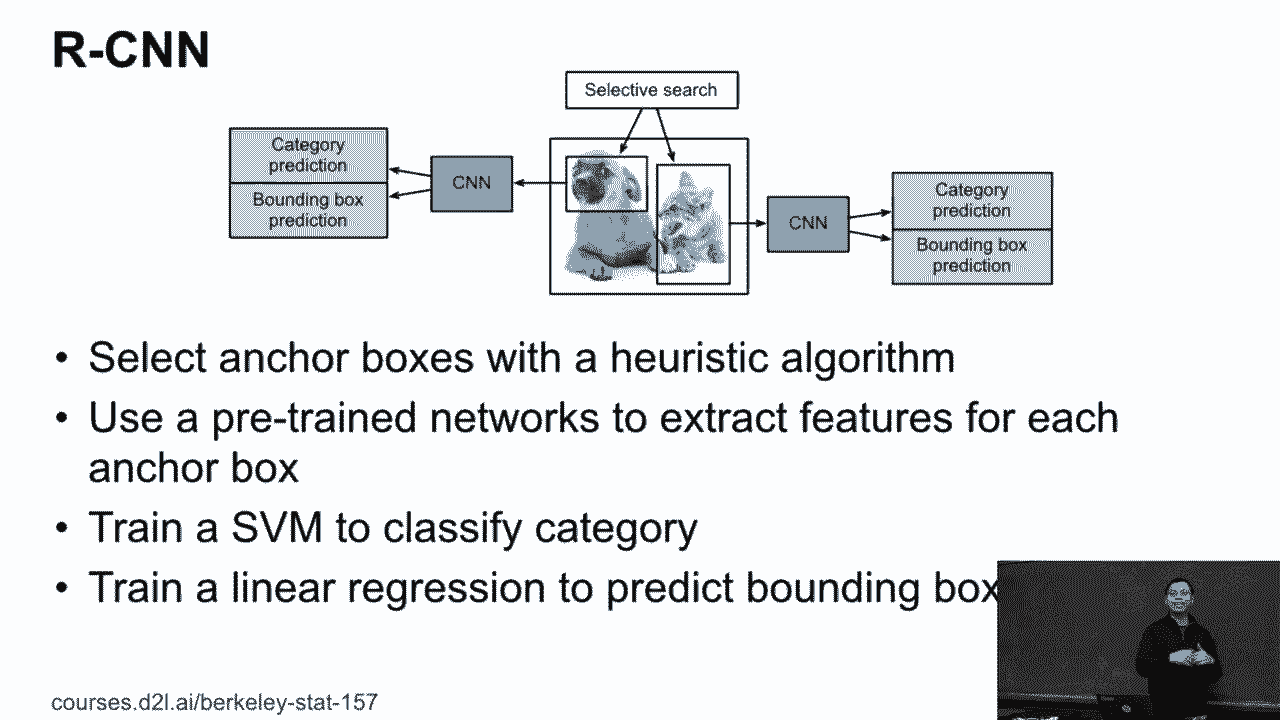 R-CNN
Selective search
Category
prediction
Bounding box
prediction
CNN
CNN
Category
prediction
Bounding box
prediction
• Select anchor boxes with a heuristic algorithm
• Use a pre-trained networks to extract features for each
anchor box
• Train a SVM to classify category
• Train a linear regression to predict bounding box
courses.d2l.ai/berkeley-stat-157